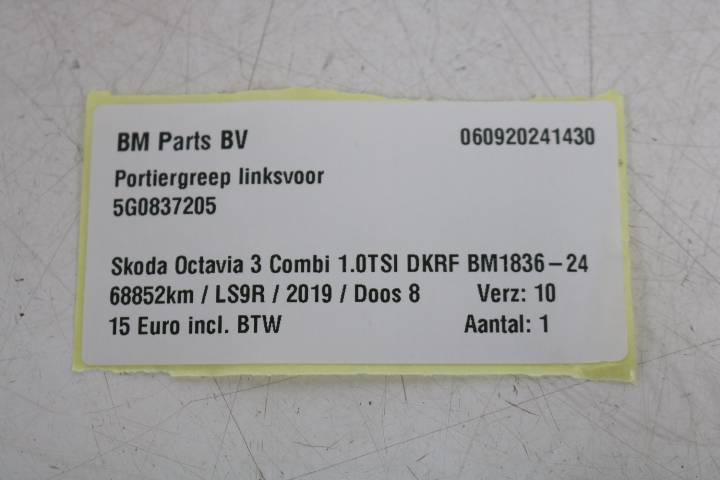 BM Parts BV 060920241430
Portiergreep linksvoor
5G0837205
Skoda Octavia 3 Combi 1.0TSI DKRF BM1836-24
68852km / LS9R / 2019 / Doos 8 Verz: 10
15 Euro incl. BTW Aantal: 1